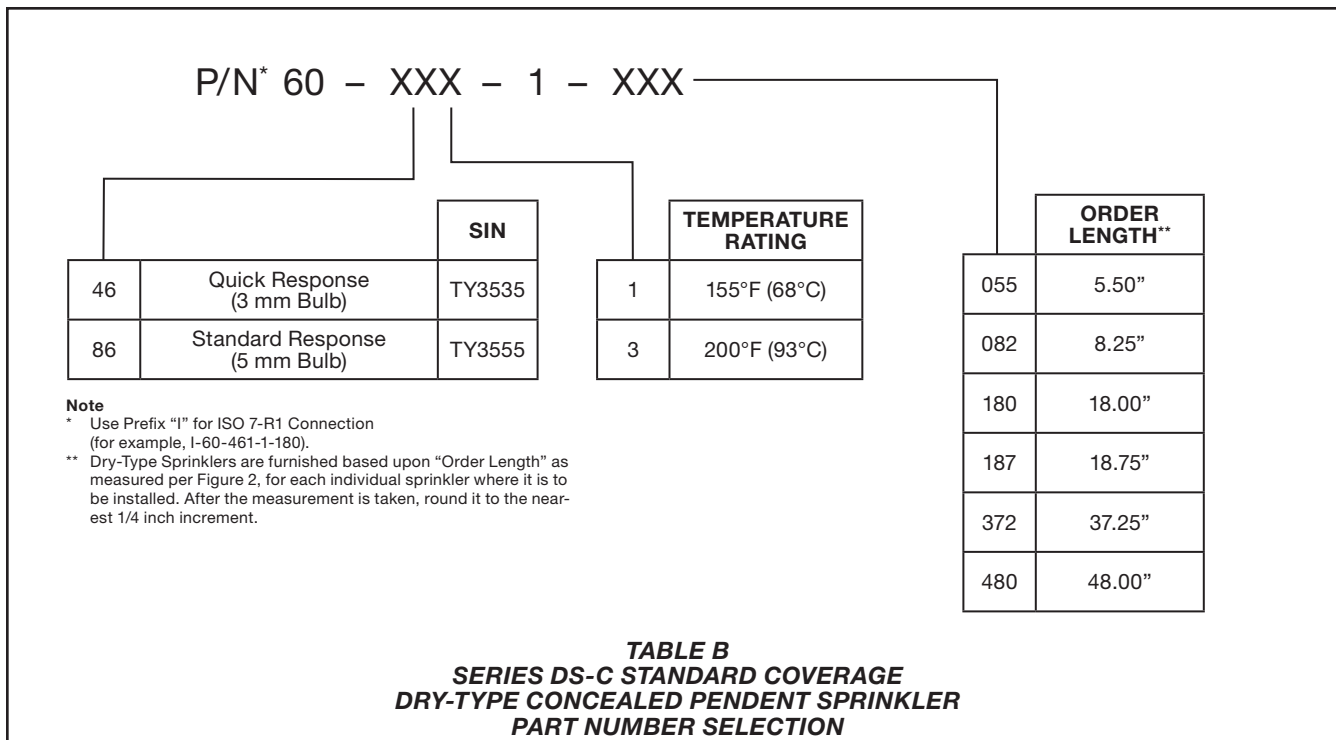 P/N* 60 – XXX – 1 – XXX
SIN
46 Quick Response (3 mm Bulb) TY3535
86 Standard Response (5 mm Bulb) TY3555
TEMPERATURE RATING
1 155°F (68°C)
3 200°F (93°C)
ORDER LENGTH**
055 5.50”
082 8.25”
180 18.00”
187 18.75”
372 37.25”
480 48.00”
Note
* Use Prefix “I” for ISO 7-R1 Connection
(for example, I-60-461-1-180).
** Dry-Type Sprinklers are furnished based upon “Order Length” as
measured per Figure 2, for each individual sprinkler where it is to
be installed. After the measurement is taken, round it to the near-
est 1/4 inch increment.
TABLE B
SERIES DS-C STANDARD COVERAGE
DRY-TYPE CONCEALED PENDENT SPRINKLER
PART NUMBER SELECTION